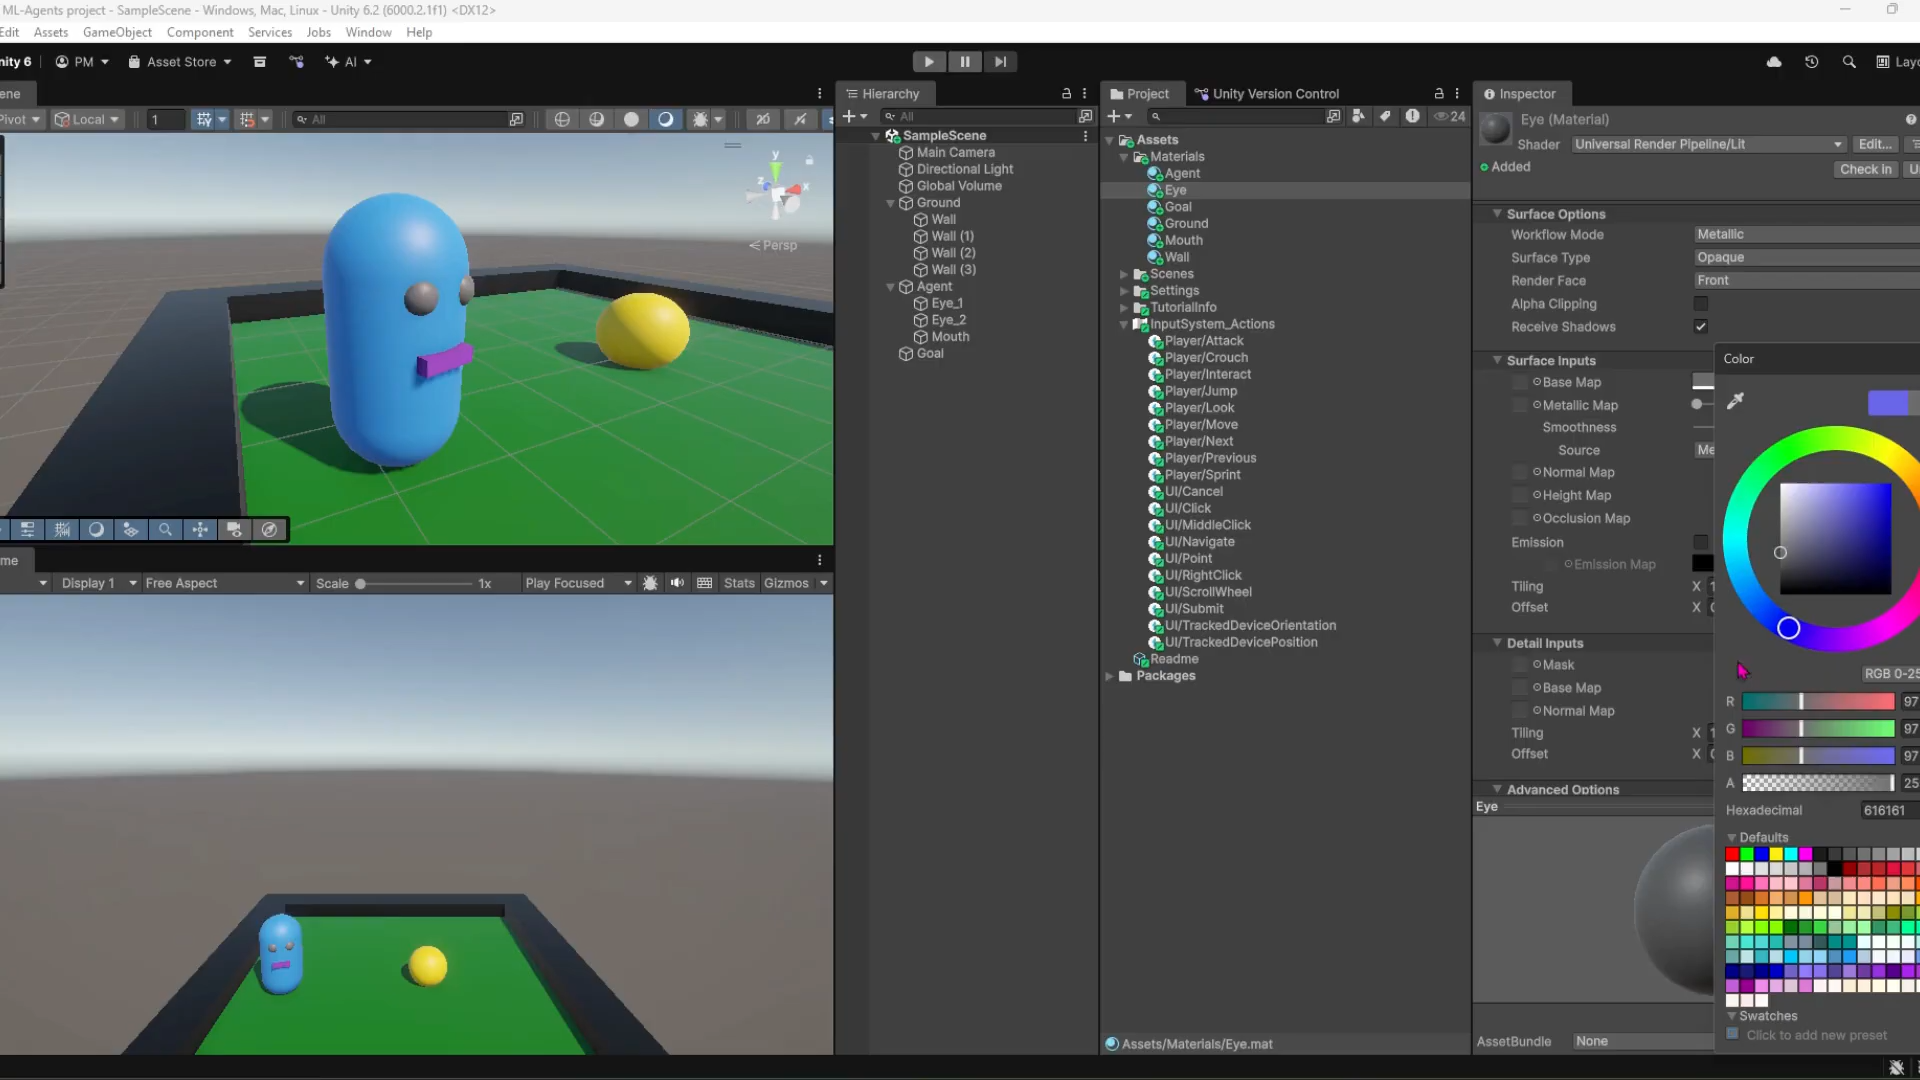 ML-Agents project - SampleScene - Windows, Mac, Linux - Unity 6.2 (6000.2.1f1) <DX12>
Edit Assets GameObject Component Services Jobs Window Help
nity 6 PM Asset Store AI Layo
ene
Pivot Local 1 All
y
x
z
Persp
me
Display 1 Free Aspect Scale 1x Play Focused Stats Gizmos
Hierarchy
All
SampleScene
Main Camera
Directional Light
Global Volume
Ground
Wall
Wall (1)
Wall (2)
Wall (3)
Agent
Eye_1
Eye_2
Mouth
Goal
Project Unity Version Control
24
Assets
Materials
Agent
Eye
Goal
Ground
Mouth
Wall
Scenes
Settings
TutorialInfo
InputSystem_Actions
Player/Attack
Player/Crouch
Player/Interact
Player/Jump
Player/Look
Player/Move
Player/Next
Player/Previous
Player/Sprint
UI/Cancel
UI/Click
UI/MiddleClick
UI/Navigate
UI/Point
UI/RightClick
UI/ScrollWheel
UI/Submit
UI/TrackedDeviceOrientation
UI/TrackedDevicePosition
Readme
Packages
Assets/Materials/Eye.mat
Inspector
Eye (Material)
Shader Universal Render Pipeline/Lit Edit...
Added Check In
Surface Options
Workflow Mode Metallic
Surface Type Opaque
Render Face Front
Alpha Clipping
Receive Shadows
Surface Inputs
Base Map
Metallic Map
Smoothness
Source Me
Normal Map
Height Map
Occlusion Map
Emission
Emission Map
Tiling X 1
Offset X 0
Detail Inputs
Mask
Base Map
Normal Map
Tiling X 1
Offset X 0
Advanced Options
Eye
AssetBundle None
Color
RGB 0-25
R 97
G 97
B 97
A 25
Hexadecimal 616161
Defaults
Swatches
Click to add new preset